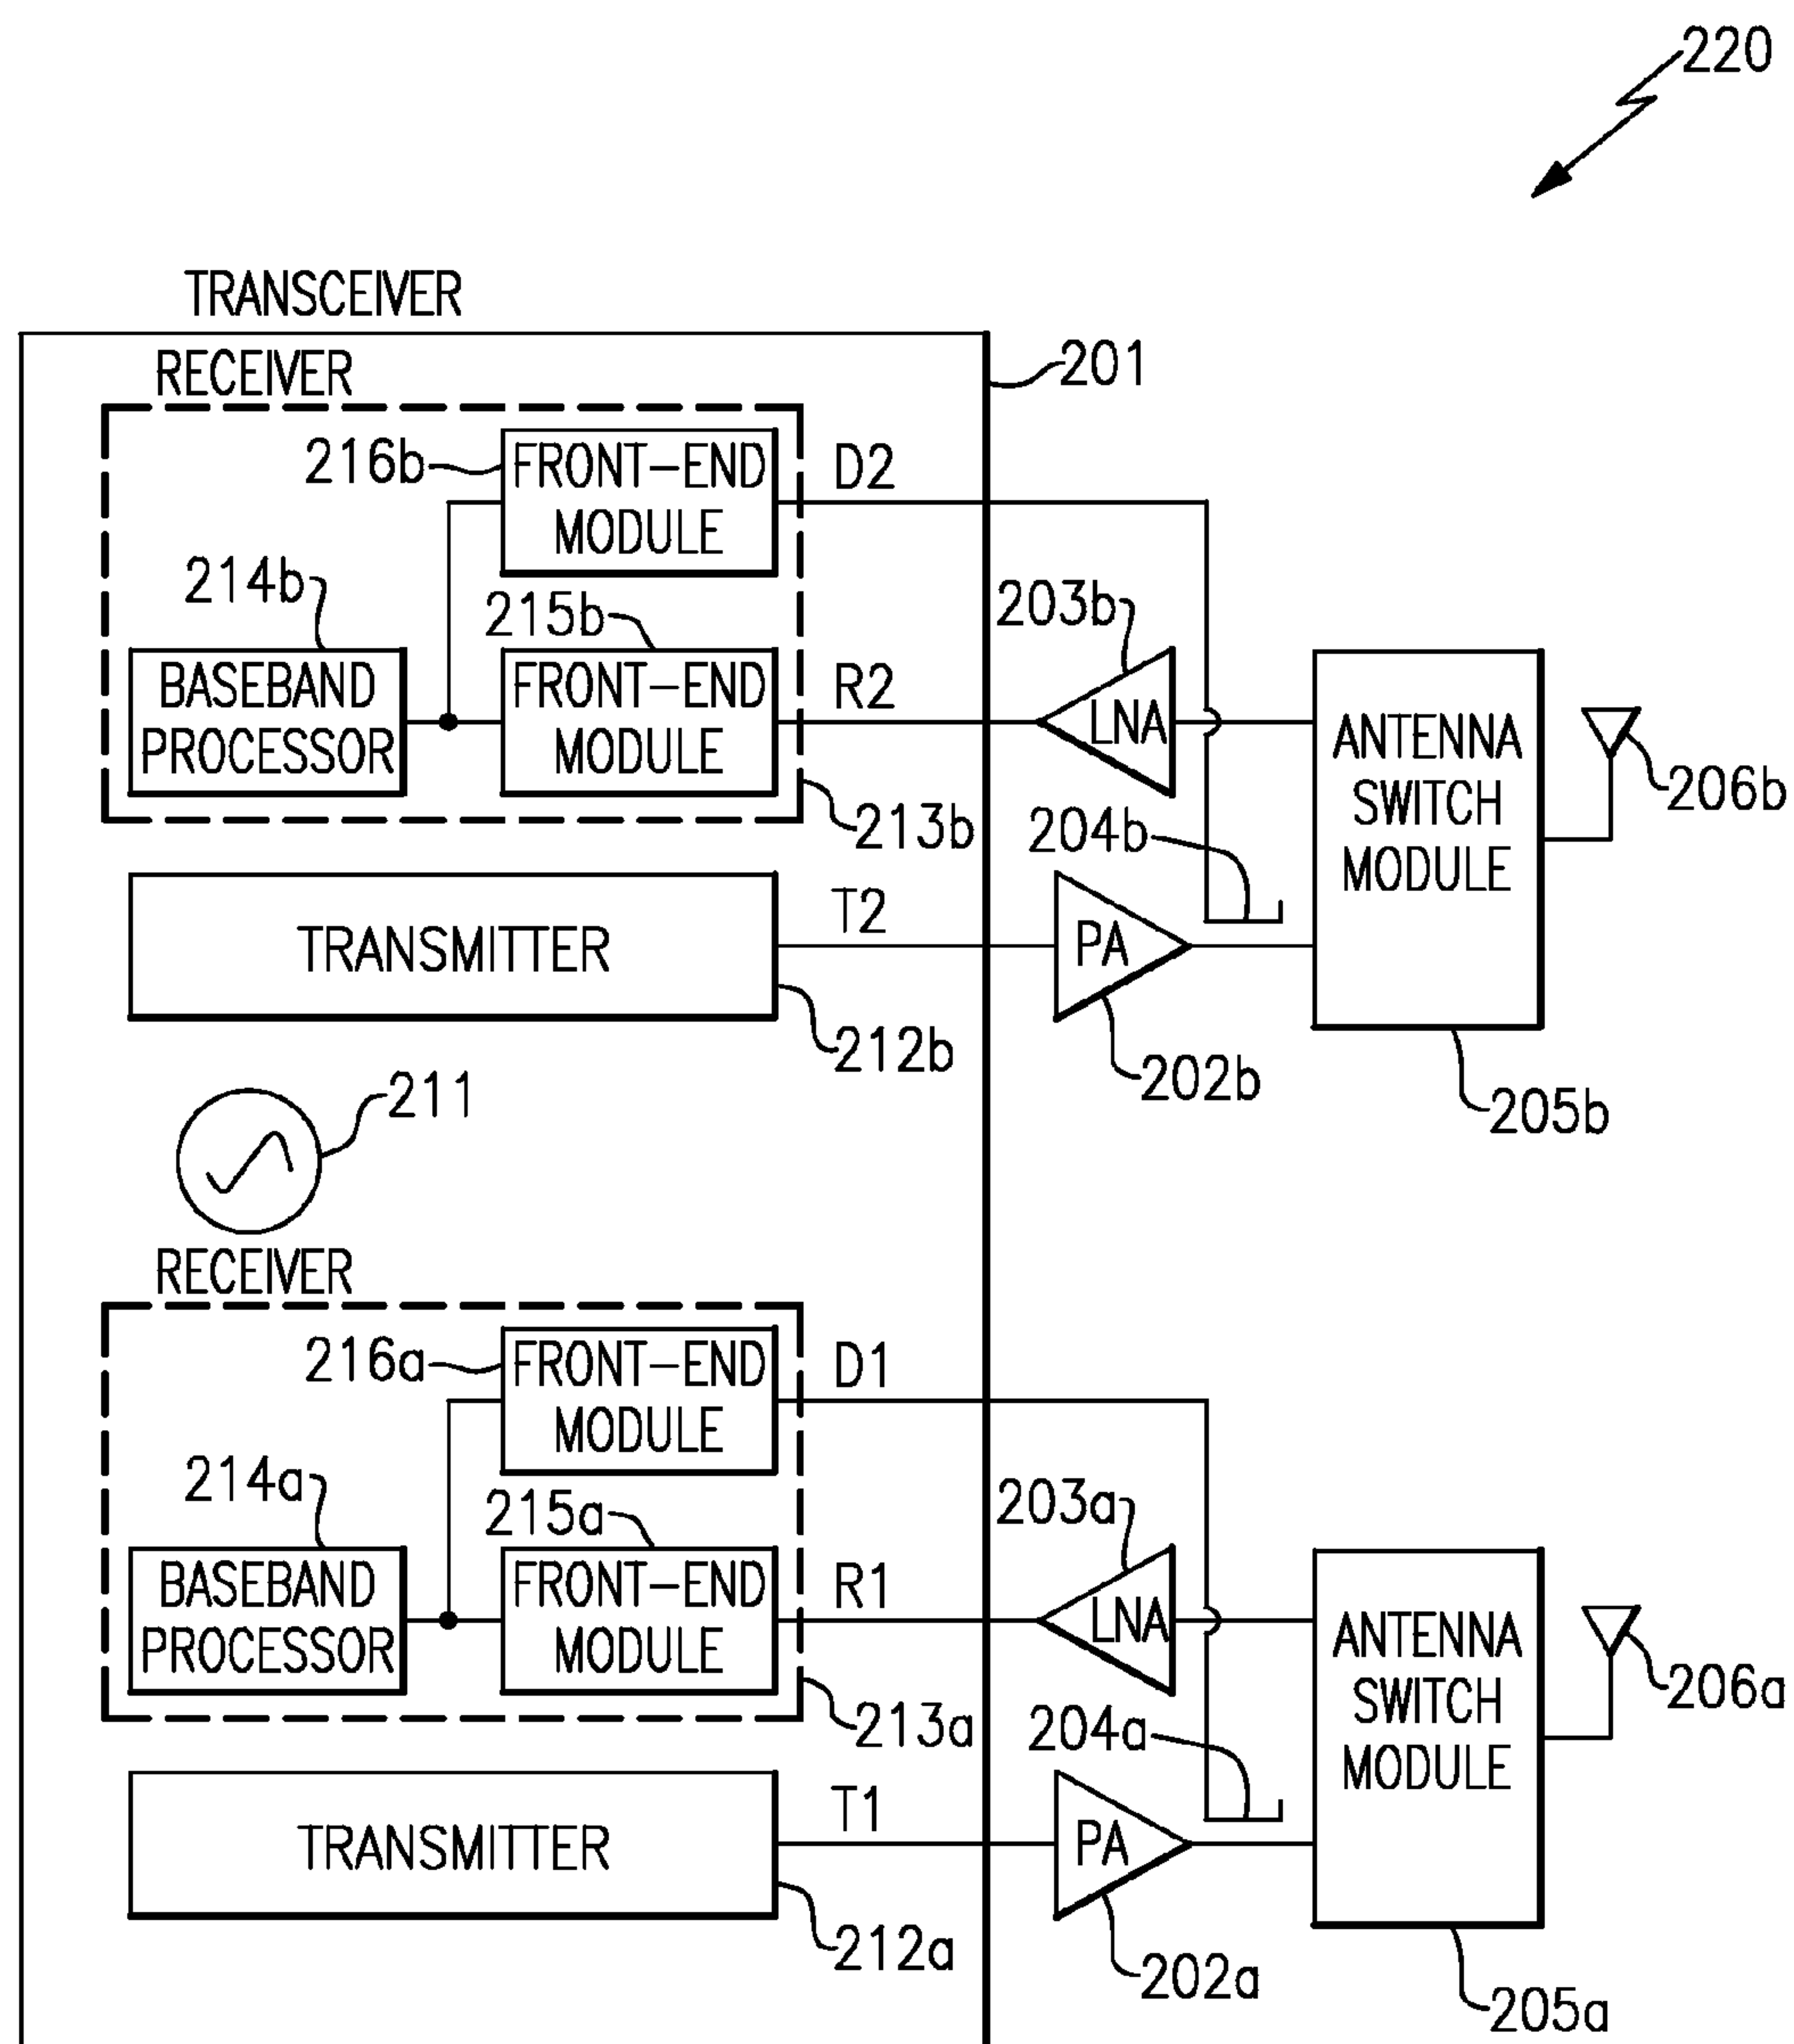 220
TRANSCEIVER
RECEIVER
201
216b
FRONT-END
MODULE
D2
214b
215b
203b
BASEBAND
PROCESSOR
FRONT-END
MODULE
R2
LNA
ANTENNA
SWITCH
MODULE
206b
213b
204b
TRANSMITTER
T2
PA
212b
202b
205b
211
RECEIVER
216a
FRONT-END
MODULE
D1
214a
215a
203a
BASEBAND
PROCESSOR
FRONT-END
MODULE
R1
LNA
ANTENNA
SWITCH
MODULE
206a
213a
204a
TRANSMITTER
T1
PA
212a
202a
205a